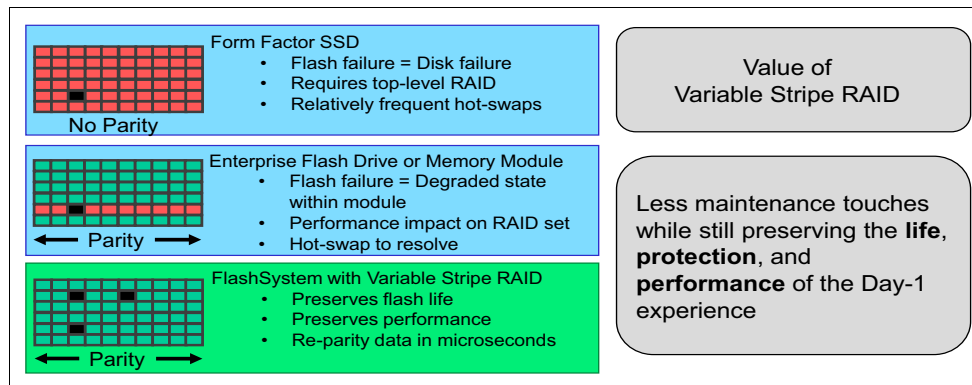 Form Factor SSD
• Flash failure = Disk failure
• Requires top-level RAID
• Relatively frequent hot-swaps
No Parity
Enterprise Flash Drive or Memory Module
• Flash failure = Degraded state
within module
• Performance impact on RAID set
• Hot-swap to resolve
Parity
FlashSystem with Variable Stripe RAID
• Preserves flash life
• Preserves performance
• Re-parity data in microseconds
Parity
Value of
Variable Stripe RAID
Less maintenance touches
while still preserving the life,
protection, and
performance of the Day-1
experience